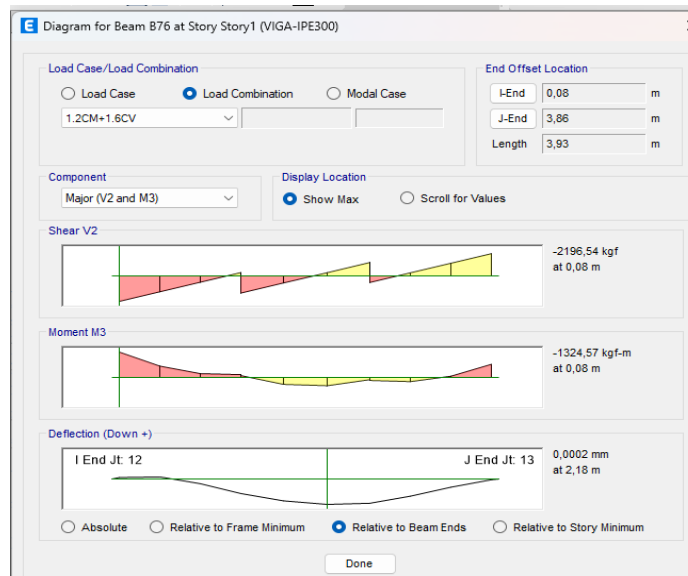 E Diagram for Beam B76 at Story Story1 (VIGA-IPE300)
Load Case/Load Combination
Load Case Load Combination Modal Case
1.2CM+1.6CV
End Offset Location
I-End 0,08 m
J-End 3,86 m
Length 3,93 m
Component
Major (V2 and M3)
Display Location
Show Max Scroll for Values
Shear V2
-2196,54 kgf
at 0,08 m
Moment M3
-1324,57 kgf-m
at 0,08 m
Deflection (Down +)
I End Jt: 12 J End Jt: 13
0,0002 mm
at 2,18 m
Absolute Relative to Frame Minimum Relative to Beam Ends Relative to Story Minimum
Done